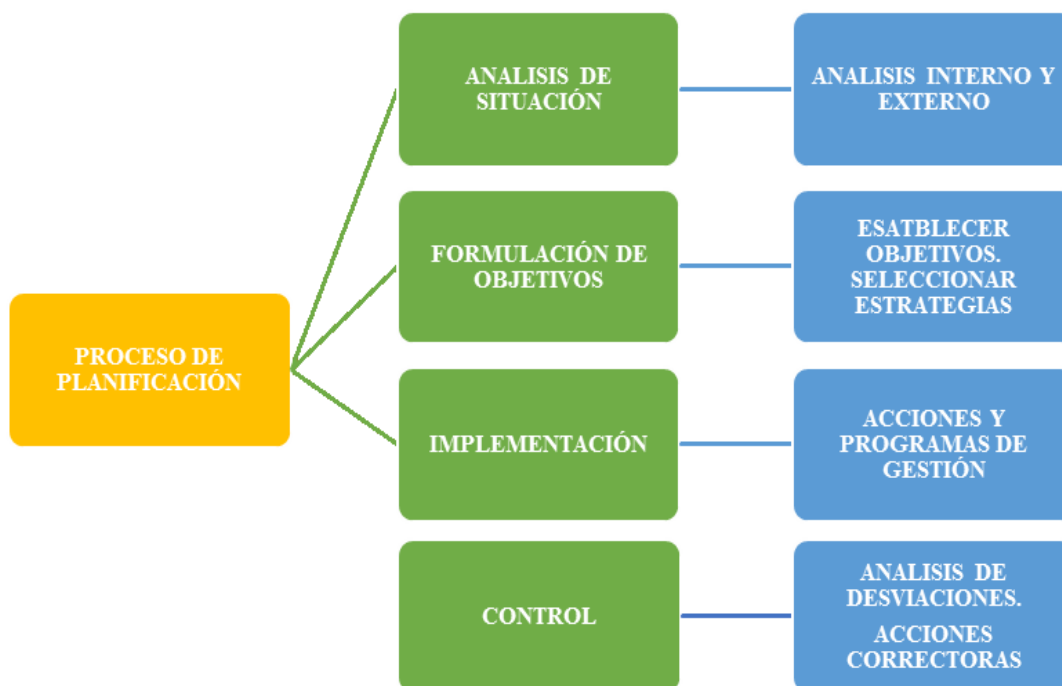 ANALISIS DE
SITUACIÓN
ANALISIS INTERNO Y
EXTERNO
FORMULACIÓN DE
OBJETIVOS
ESATBLECER
OBJETIVOS.
SELECCIONAR
ESTRATEGIAS
PROCESO DE
PLANIFICACIÓN
IMPLEMENTACIÓN
ACCIONES Y
PROGRAMAS DE
GESTIÓN
CONTROL
ANALISIS DE
DESVIACIONES.
ACCIONES
CORRECTORAS